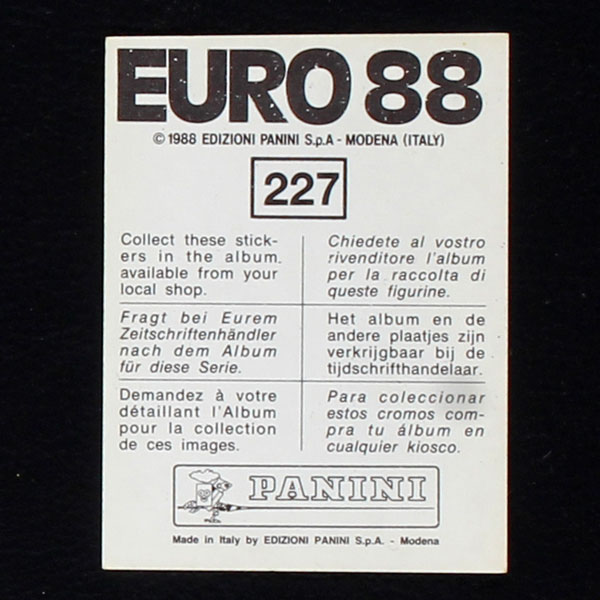 EURO 88
© 1988 EDIZIONI PANINI S.p.A - MODENA (ITALY)
227
Collect these stick-
ers in the album.
available from your
local shop.
Chiedete al vostro
rivenditore l'album
per la raccolta di
queste figurine.
Fragt bei Eurem
Zeitschriftenhändler
nach dem Album
für diese Serie.
Het album en de
andere plaatjes zijn
verkrijgbaar bij de
tijdschrifthandelaar.
Demandez à votre
détaillant l'Album
pour la collection
de ces images.
Para coleccionar
estos cromos com-
pra tu álbum en
cualquier kiosco.
PANINI
Made in Italy by EDIZIONI PANINI S.p.A. - Modena